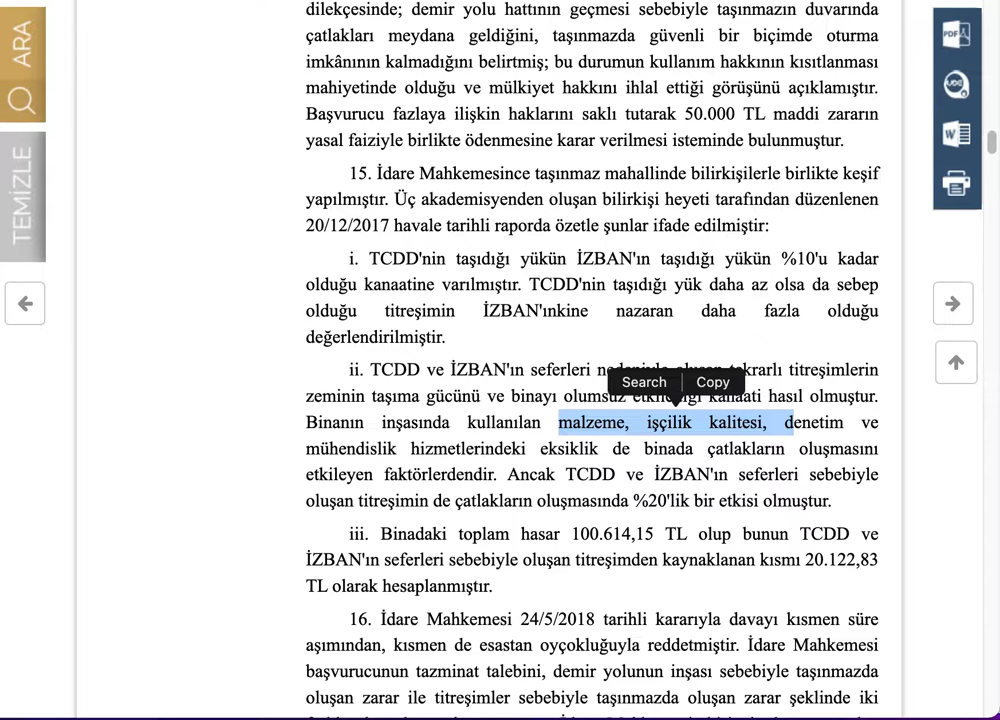 ARA
TEMİZLE
dilekçesinde; demir yolu hattının geçmesi sebebiyle taşınmazın duvarında
çatlakları meydana geldiğini, taşınmazda güvenli bir biçimde oturma
imkânının kalmadığını belirtmiş; bu durumun kullanım hakkının kısıtlanması
mahiyetinde olduğu ve mülkiyet hakkını ihlal ettiği görüşünü açıklamıştır.
Başvurucu fazlaya ilişkin haklarını saklı tutarak 50.000 TL maddi zararın
yasal faiziyle birlikte ödenmesine karar verilmesi isteminde bulunmuştur.
15. İdare Mahkemesince taşınmaz mahallinde bilirkişilerle birlikte keşif
yapılmıştır. Üç akademisyenden oluşan bilirkişi heyeti tarafından düzenlenen
20/12/2017 havale tarihli raporda özetle şunlar ifade edilmiştir:
i. TCDD'nin taşıdığı yükün İZBAN'ın taşıdığı yükün %10'u kadar
olduğu kanaatine varılmıştır. TCDD'nin taşıdığı yük daha az olsa da sebep
olduğu titreşimin İZBAN'ınkine nazaran daha fazla olduğu
değerlendirilmiştir.
ii. TCDD ve İZBAN'ın seferleri titreşimlerin
Search Copy
zeminin taşıma gücünü ve binayı olumsuz kanaati hasıl olmuştur.
Binanın inşasında kullanılan malzeme, işçilik kalitesi, denetim ve
mühendislik hizmetlerindeki eksiklik de binada çatlakların oluşmasını
etkileyen faktörlerdendir. Ancak TCDD ve İZBAN'ın seferleri sebebiyle
oluşan titreşimin de çatlakların oluşmasında %20'lik bir etkisi olmuştur.
iii. Binadaki toplam hasar 100.614,15 TL olup bunun TCDD ve
İZBAN'ın seferleri sebebiyle oluşan titreşimden kaynaklanan kısmı 20.122,83
TL olarak hesaplanmıştır.
16. İdare Mahkemesi 24/5/2018 tarihli kararıyla davayı kısmen süre
aşımından, kısmen de esastan oyçokluğuyla reddetmiştir. İdare Mahkemesi
başvurucunun tazminat talebini, demir yolunun inşası sebebiyle taşınmazda
oluşan zarar ile titreşimler sebebiyle taşınmazda oluşan zarar şeklinde iki
PDF
UDF
W